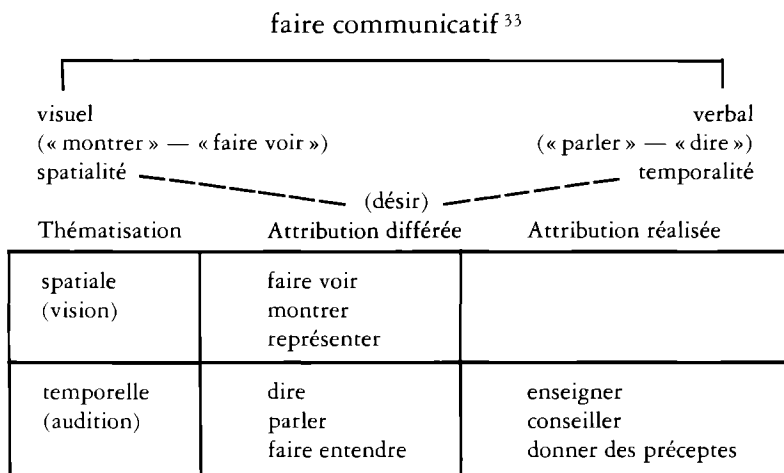 faire communicatif ³³
visuel verbal
(« montrer » — « faire voir ») (« parler » — « dire »)
spatialité temporalité
(désir)
Thématisation Attribution différée Attribution réalisée
spatiale faire voir
(vision) montrer
représenter
temporelle dire enseigner
(audition) parler conseiller
faire entendre donner des préceptes